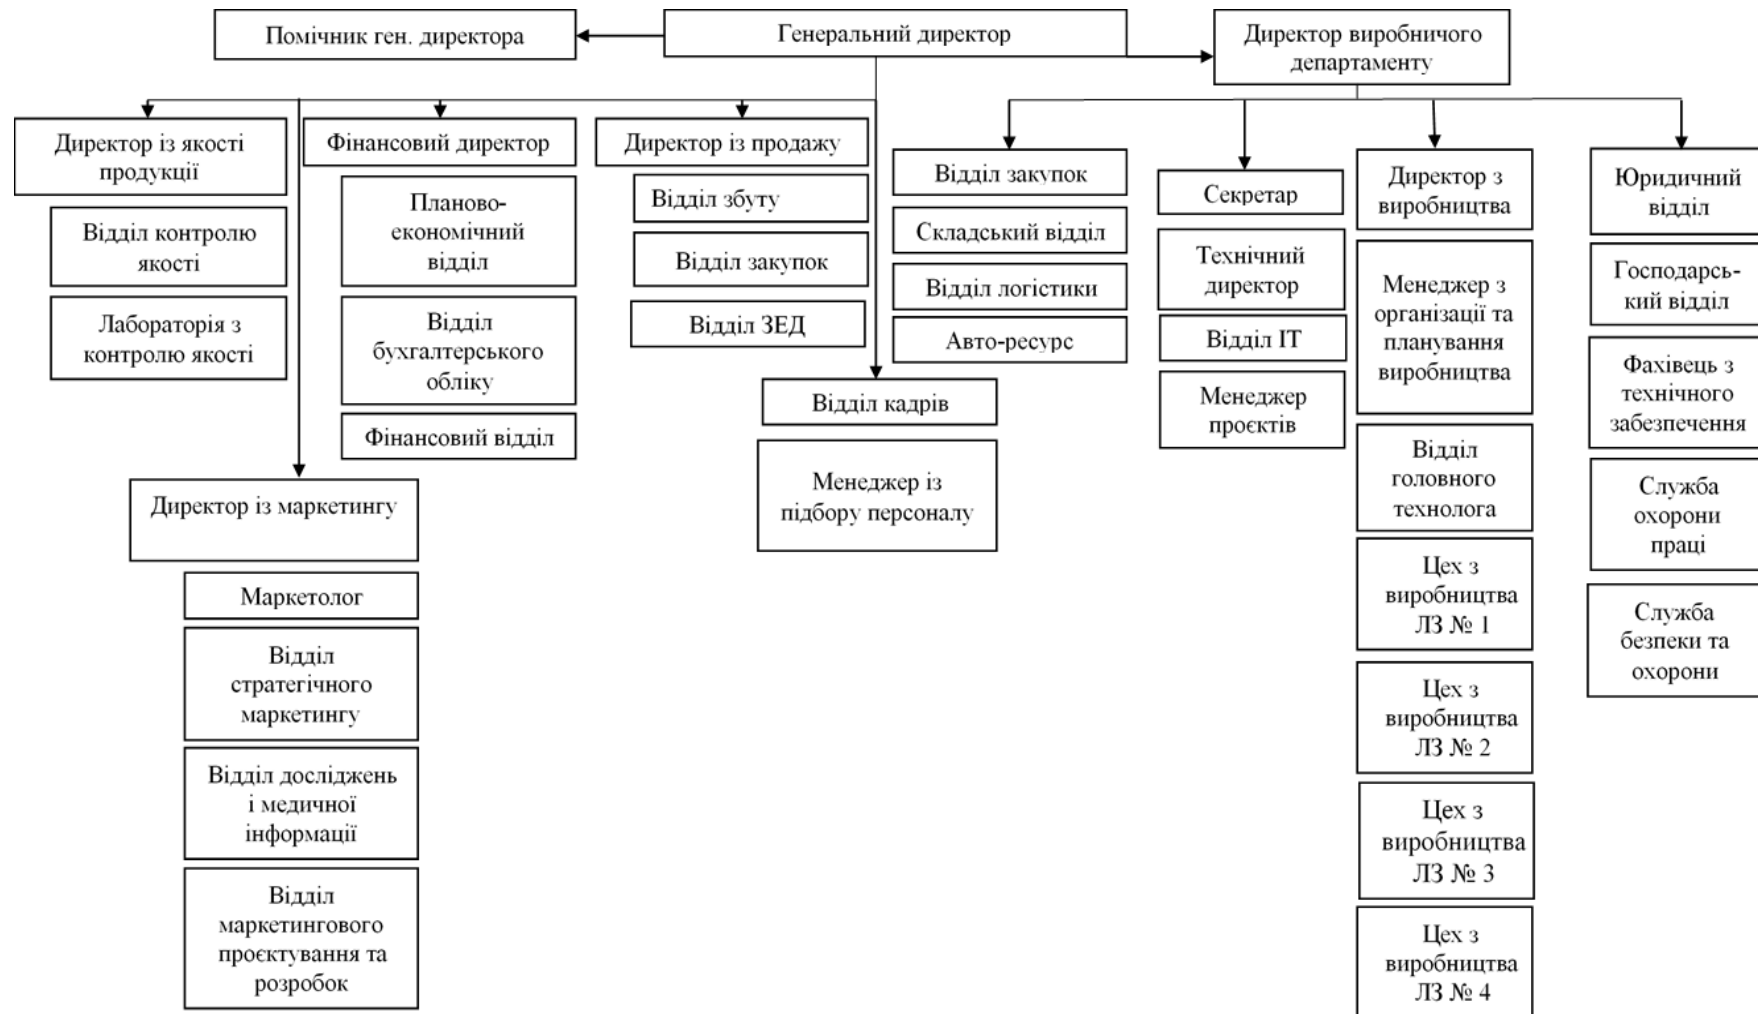 Помічник ген. директора
Генеральний директор
Директор виробничого
департаменту
Директор із якості
продукції
Відділ контролю
якості
Лабораторія з
контролю якості
Фінансовий директор
Планово-
економічний
відділ
Відділ
бухгалтерського
обліку
Фінансовий відділ
Директор із продажу
Відділ збуту
Відділ закупок
Відділ ЗЕД
Відділ кадрів
Менеджер із
підбору персоналу
Директор із маркетингу
Маркетолог
Відділ
стратегічного
маркетингу
Відділ досліджень
і медичної
інформації
Відділ
маркетингового
проєктування та
розробок
Відділ закупок
Складський відділ
Відділ логістики
Авто-ресурс
Секретар
Технічний
директор
Відділ ІТ
Менеджер
проєктів
Директор з
виробництва
Менеджер з
організації та
планування
виробництва
Відділ
головного
технолога
Цех з
виробництва
ЛЗ № 1
Цех з
виробництва
ЛЗ № 2
Цех з
виробництва
ЛЗ № 3
Цех з
виробництва
ЛЗ № 4
Юридичний
відділ
Господарсь-
кий відділ
Фахівець з
технічного
забезпечення
Служба
охорони
праці
Служба
безпеки та
охорони